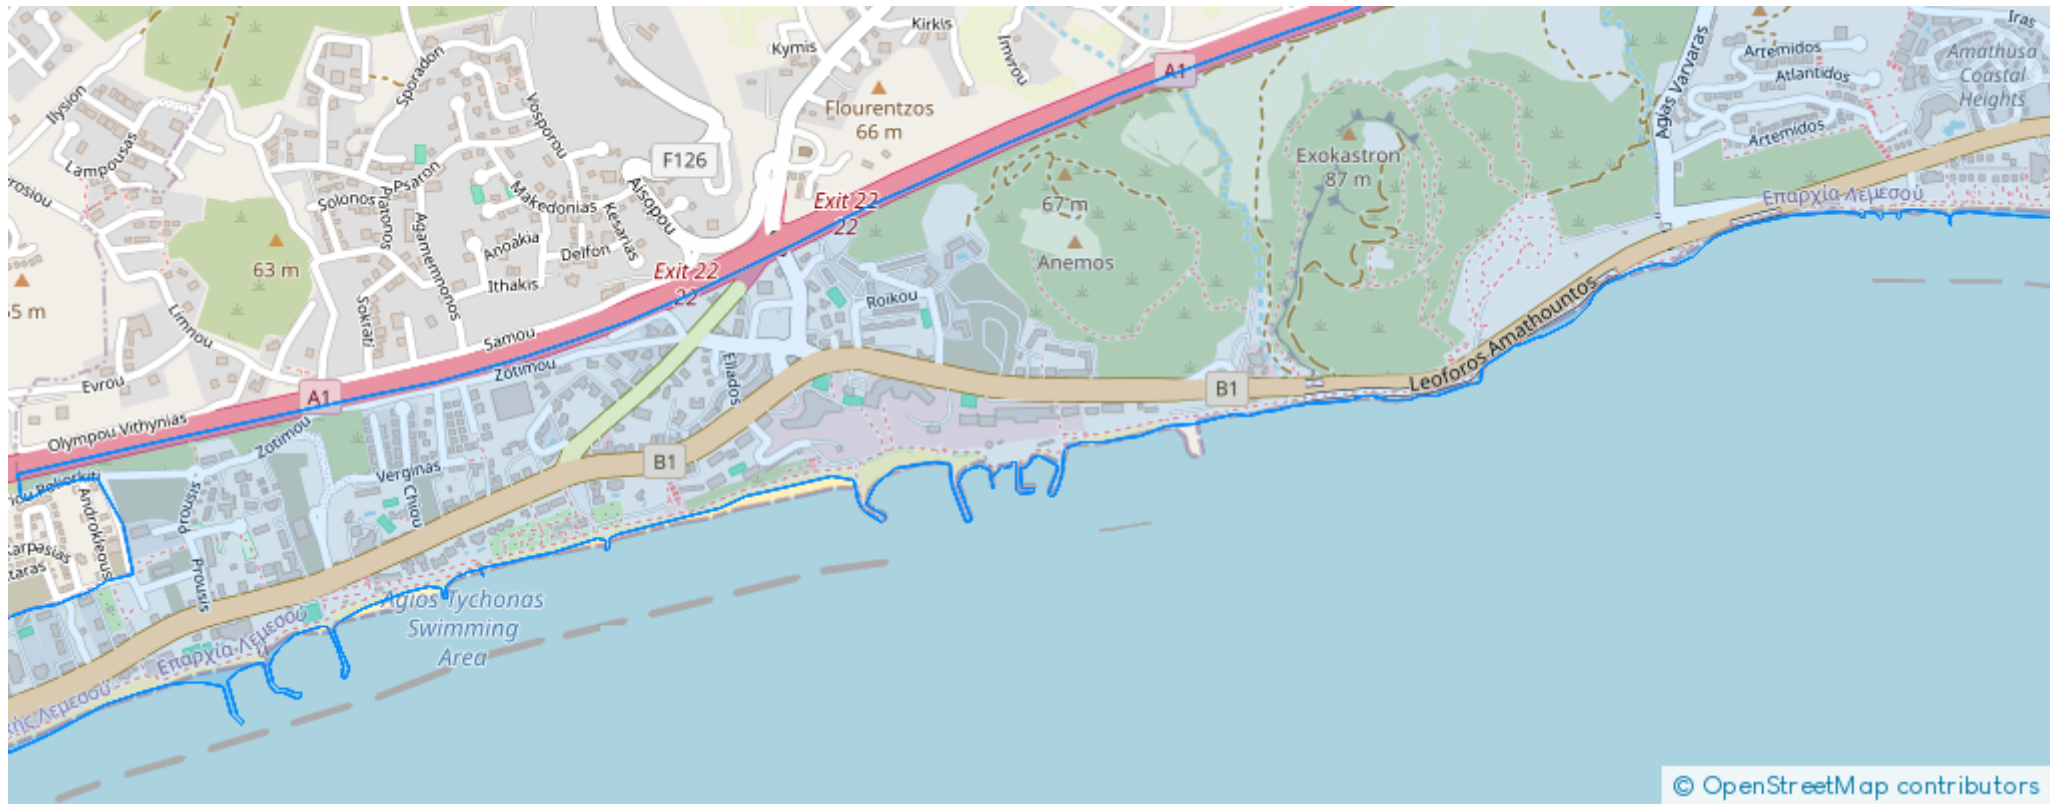 Kirkis
Iras
Kymis
Imvrou
Artemidos
Amathusa
Coastal
Heights
Sporadon
A1
Atlantidos
Agias Varvaras
Ilysion
Vosporou
Flourentzos
66 m
Artemidos
Lampousas
F126
Exokastron
87 m
Psaron
Aisopou
Makedonias
Solonos
Exit 22
22
67 m
Επαρχία Λεμεσού
Agamemnonos
Kesarias
Anoakia
Delfon
63 m
Anemos
Exit 22
22
Ithakis
Roikou
Limnou
Sokrati
Samou
Leoforos Amathountos
Zotimou
Ellados
Evrou
A1
B1
Olympou Vithynias
Zotimou
B1
Verginas
Chiou
Androkleous
Prousis
Prousis
Agios Tychonas
Swimming
Area
Επαρχία Λεμεσού
© OpenStreetMap contributors